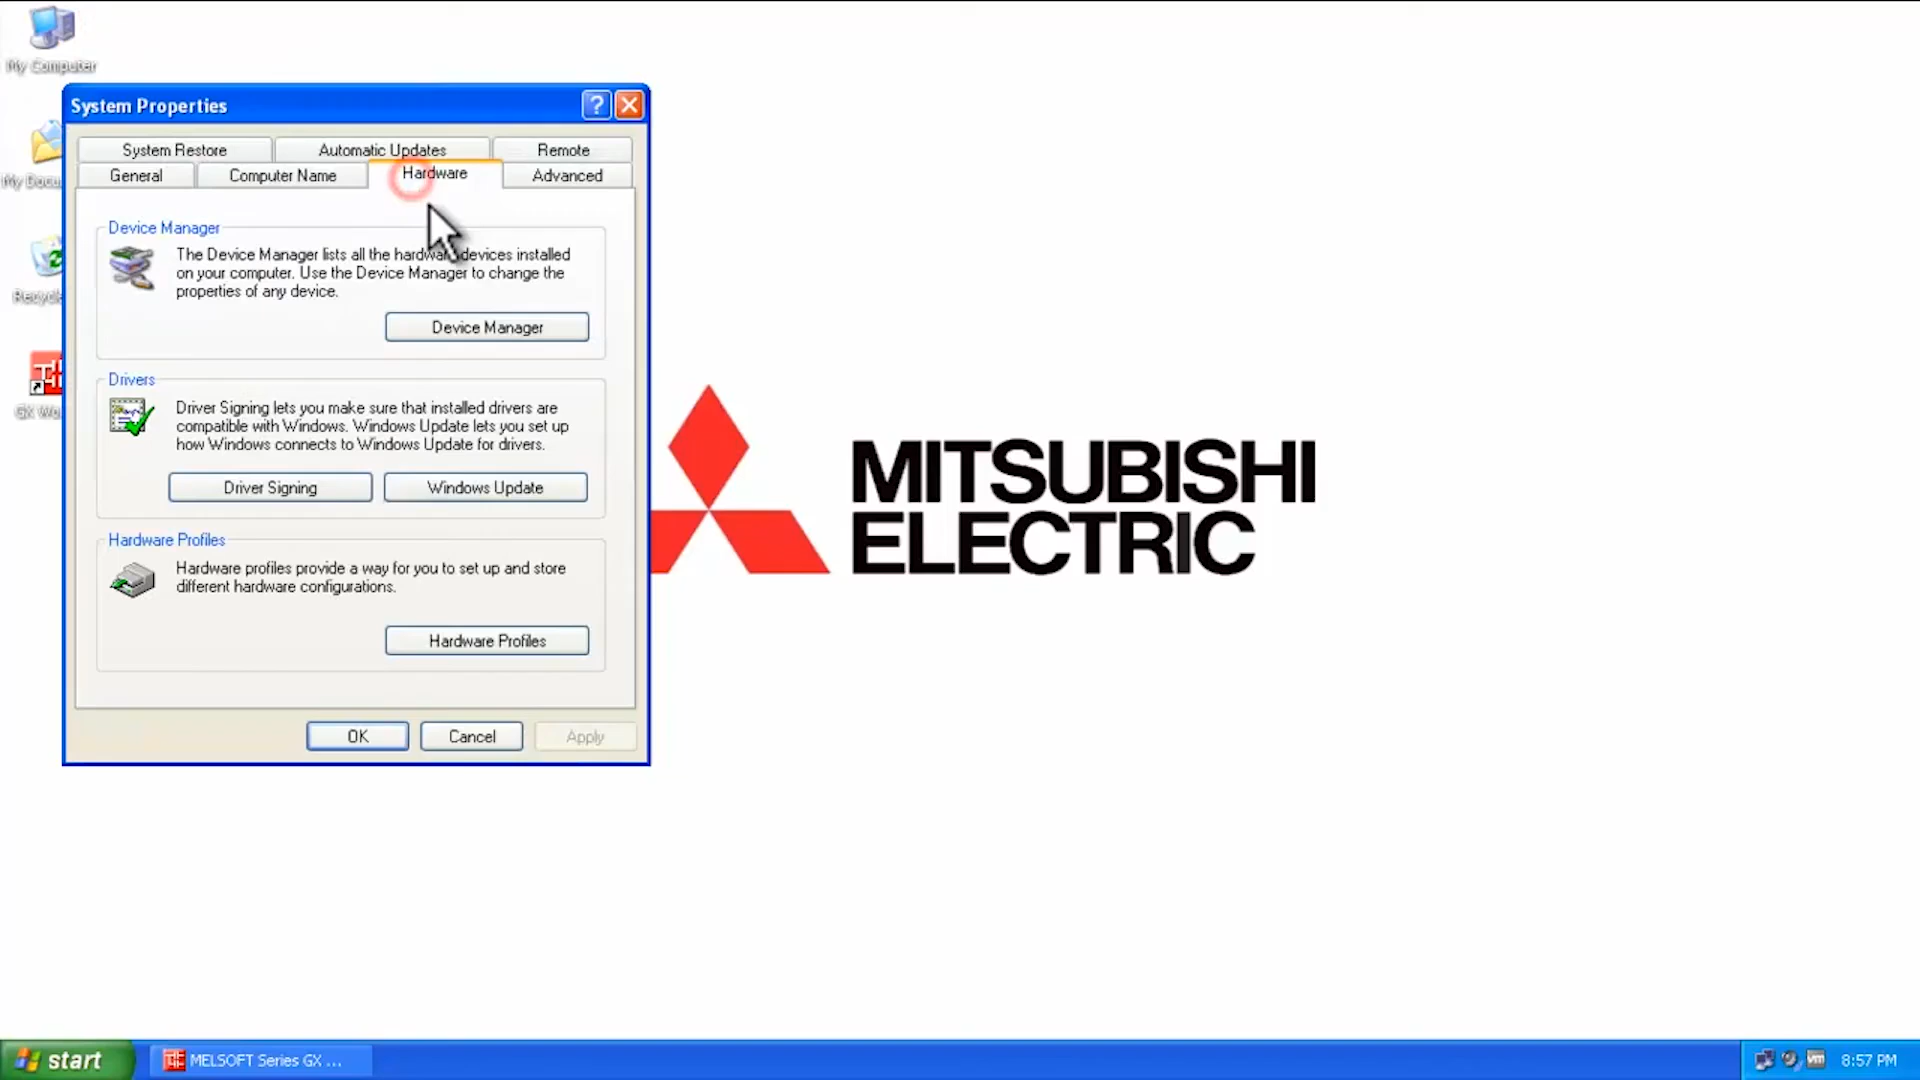 My Computer
System Properties
System Restore
Automatic Updates
Remote
General
Computer Name
Hardware
Advanced
Device Manager
The Device Manager lists all the hardware devices installed
on your computer. Use the Device Manager to change the
properties of any device.
Device Manager
Drivers
Driver Signing lets you make sure that installed drivers are
compatible with Windows. Windows Update lets you set up
how Windows connects to Windows Update for drivers.
Driver Signing
Windows Update
Hardware Profiles
Hardware profiles provide a way for you to set up and store
different hardware configurations.
Hardware Profiles
OK
Cancel
Apply
My Docu
Recycle
GX Wo
MITSUBISHI
ELECTRIC
start
MELSOFT Series GX ...
8:57 PM